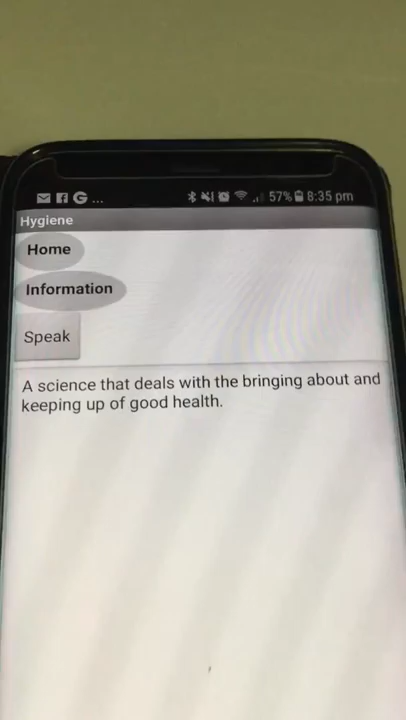 ... 57% 8:35 pm
Hygiene
Home
Information
Speak
A science that deals with the bringing about and
keeping up of good health.